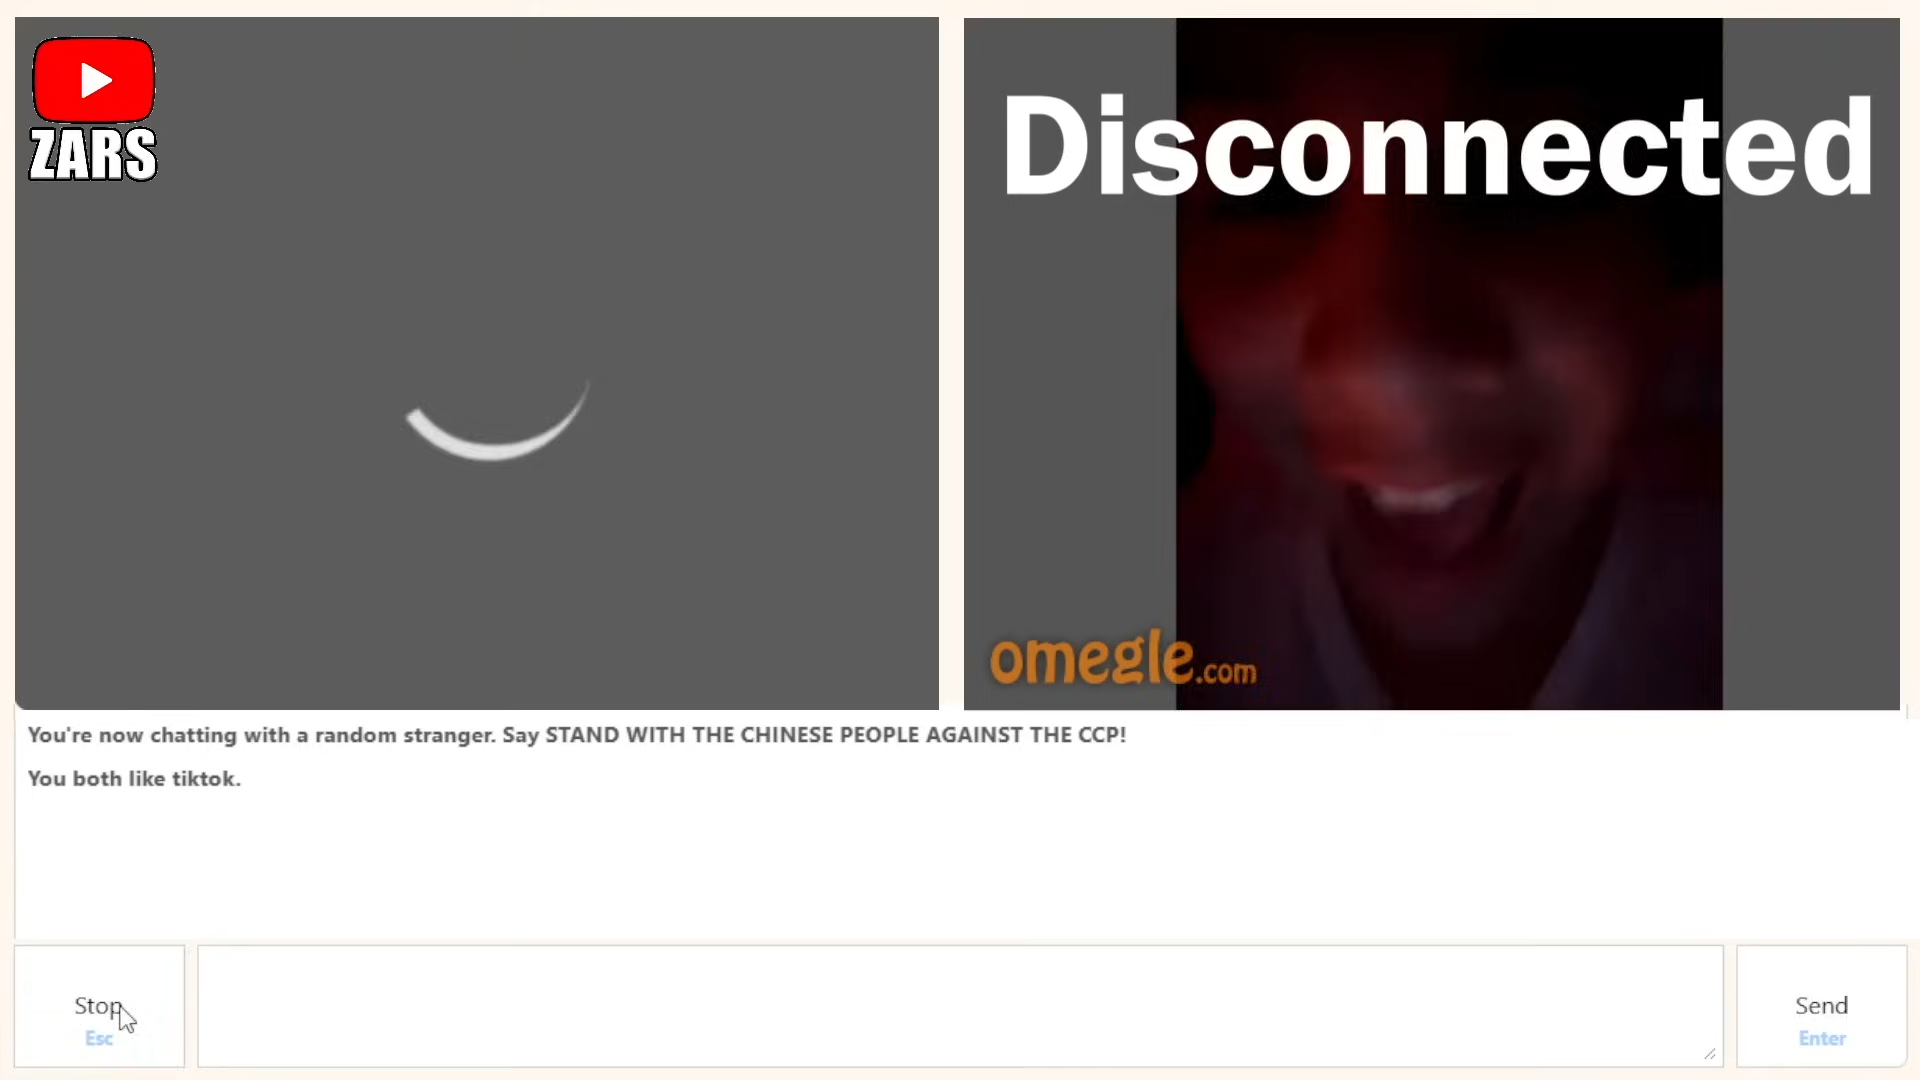 ZARS
Disconnected
omegle.com
You're now chatting with a random stranger. Say STAND WITH THE CHINESE PEOPLE AGAINST THE CCP!
You both like tiktok.
Stop
Esc
Send
Enter